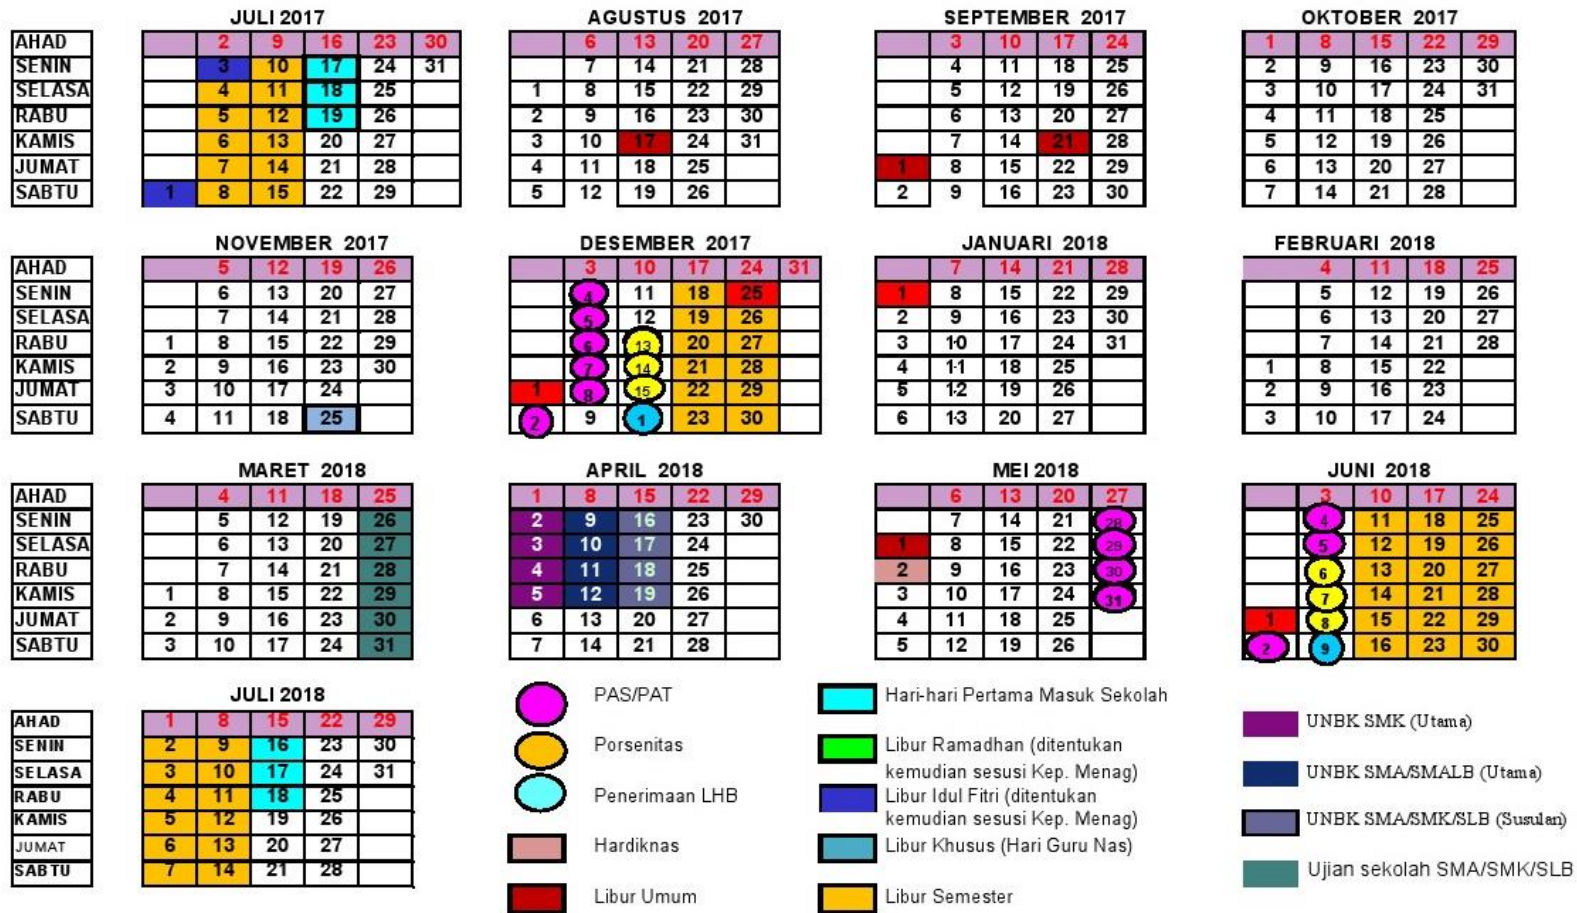 JULI 2017 AGUSTUS 2017 SEPTEMBER 2017 OKTOBER 2017
AHAD 2 9 16 23 30 6 13 20 27 3 10 17 24 1 8 15 22 29
SENIN 3 10 17 24 31 7 14 21 28 4 11 18 25 2 9 16 23 30
SELASA 4 11 18 25 1 8 15 22 29 5 12 19 26 3 10 17 24 31
RABU 5 12 19 26 2 9 16 23 30 6 13 20 27 4 11 18 25
KAMIS 6 13 20 27 3 10 17 24 31 7 14 21 28 5 12 19 26
JUMAT 7 14 21 28 4 11 18 25 1 8 15 22 29 6 13 20 27
SABTU 1 8 15 22 29 5 12 19 26 2 9 16 23 30 7 14 21 28
NOVEMBER 2017 DESEMBER 2017 JANUARI 2018 FEBRUARI 2018
AHAD 5 12 19 26 3 10 17 24 31 7 14 21 28 4 11 18 25
SENIN 6 13 20 27 4 11 18 25 1 8 15 22 29 5 12 19 26
SELASA 7 14 21 28 5 12 19 26 2 9 16 23 30 6 13 20 27
RABU 1 8 15 22 29 6 13 20 27 3 10 17 24 31 7 14 21 28
KAMIS 2 9 16 23 30 7 14 21 28 4 11 18 25 1 8 15 22
JUMAT 3 10 17 24 1 8 15 22 29 5 12 19 26 2 9 16 23
SABTU 4 11 18 25 2 9 1 23 30 6 13 20 27 3 10 17 24
MARET 2018 APRIL 2018 MEI 2018 JUNI 2018
AHAD 4 11 18 25 1 8 15 22 29 6 13 20 27 3 10 17 24
SENIN 5 12 19 26 2 9 16 23 30 7 14 21 28 4 11 18 25
SELASA 6 13 20 27 3 10 17 24 1 8 15 22 29 5 12 19 26
RABU 7 14 21 28 4 11 18 25 2 9 16 23 30 6 13 20 27
KAMIS 1 8 15 22 29 5 12 19 26 3 10 17 24 31 7 14 21 28
JUMAT 2 9 16 23 30 6 13 20 27 4 11 18 25 1 8 15 22 29
SABTU 3 10 17 24 31 7 14 21 28 5 12 19 26 2 9 16 23 30
JULI 2018
AHAD 1 8 15 22 29
SENIN 2 9 16 23 30
SELASA 3 10 17 24 31
RABU 4 11 18 25
KAMIS 5 12 19 26
JUMAT 6 13 20 27
SABTU 7 14 21 28
PAS/PAT
Porsenitas
Penerimaan LHB
Hardiknas
Libur Umum
Hari-hari Pertama Masuk Sekolah
Libur Ramadhan (ditentukan
kemudian sesusi Kep. Menag)
Libur Idul Fitri (ditentukan
kemudian sesusi Kep. Menag)
Libur Khusus (Hari Guru Nas)
Libur Semester
UNBK SMK (Utama)
UNBK SMA/SMALB (Utama)
UNBK SMA/SMK/SLB (Susulan)
Ujian sekolah SMA/SMK/SLB